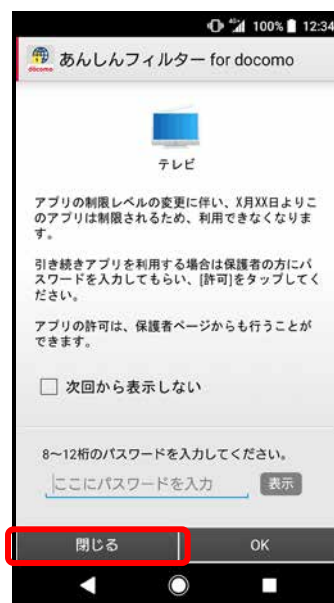 100% 12:34
docomo
あんしんフィルター for docomo
テレビ
アプリの制限レベルの変更に伴い、X月XX日よりこ
のアプリは制限されるため、利用できなくなりま
す。
引き続きアプリを利用する場合は保護者の方にパ
スワードを入力してもらい、[許可]をタップしてく
ださい。
アプリの許可は、保護者ページからも行うことが
できます。
次回から表示しない
8〜12桁のパスワードを入力してください。
ここにパスワードを入力 表示
閉じる OK